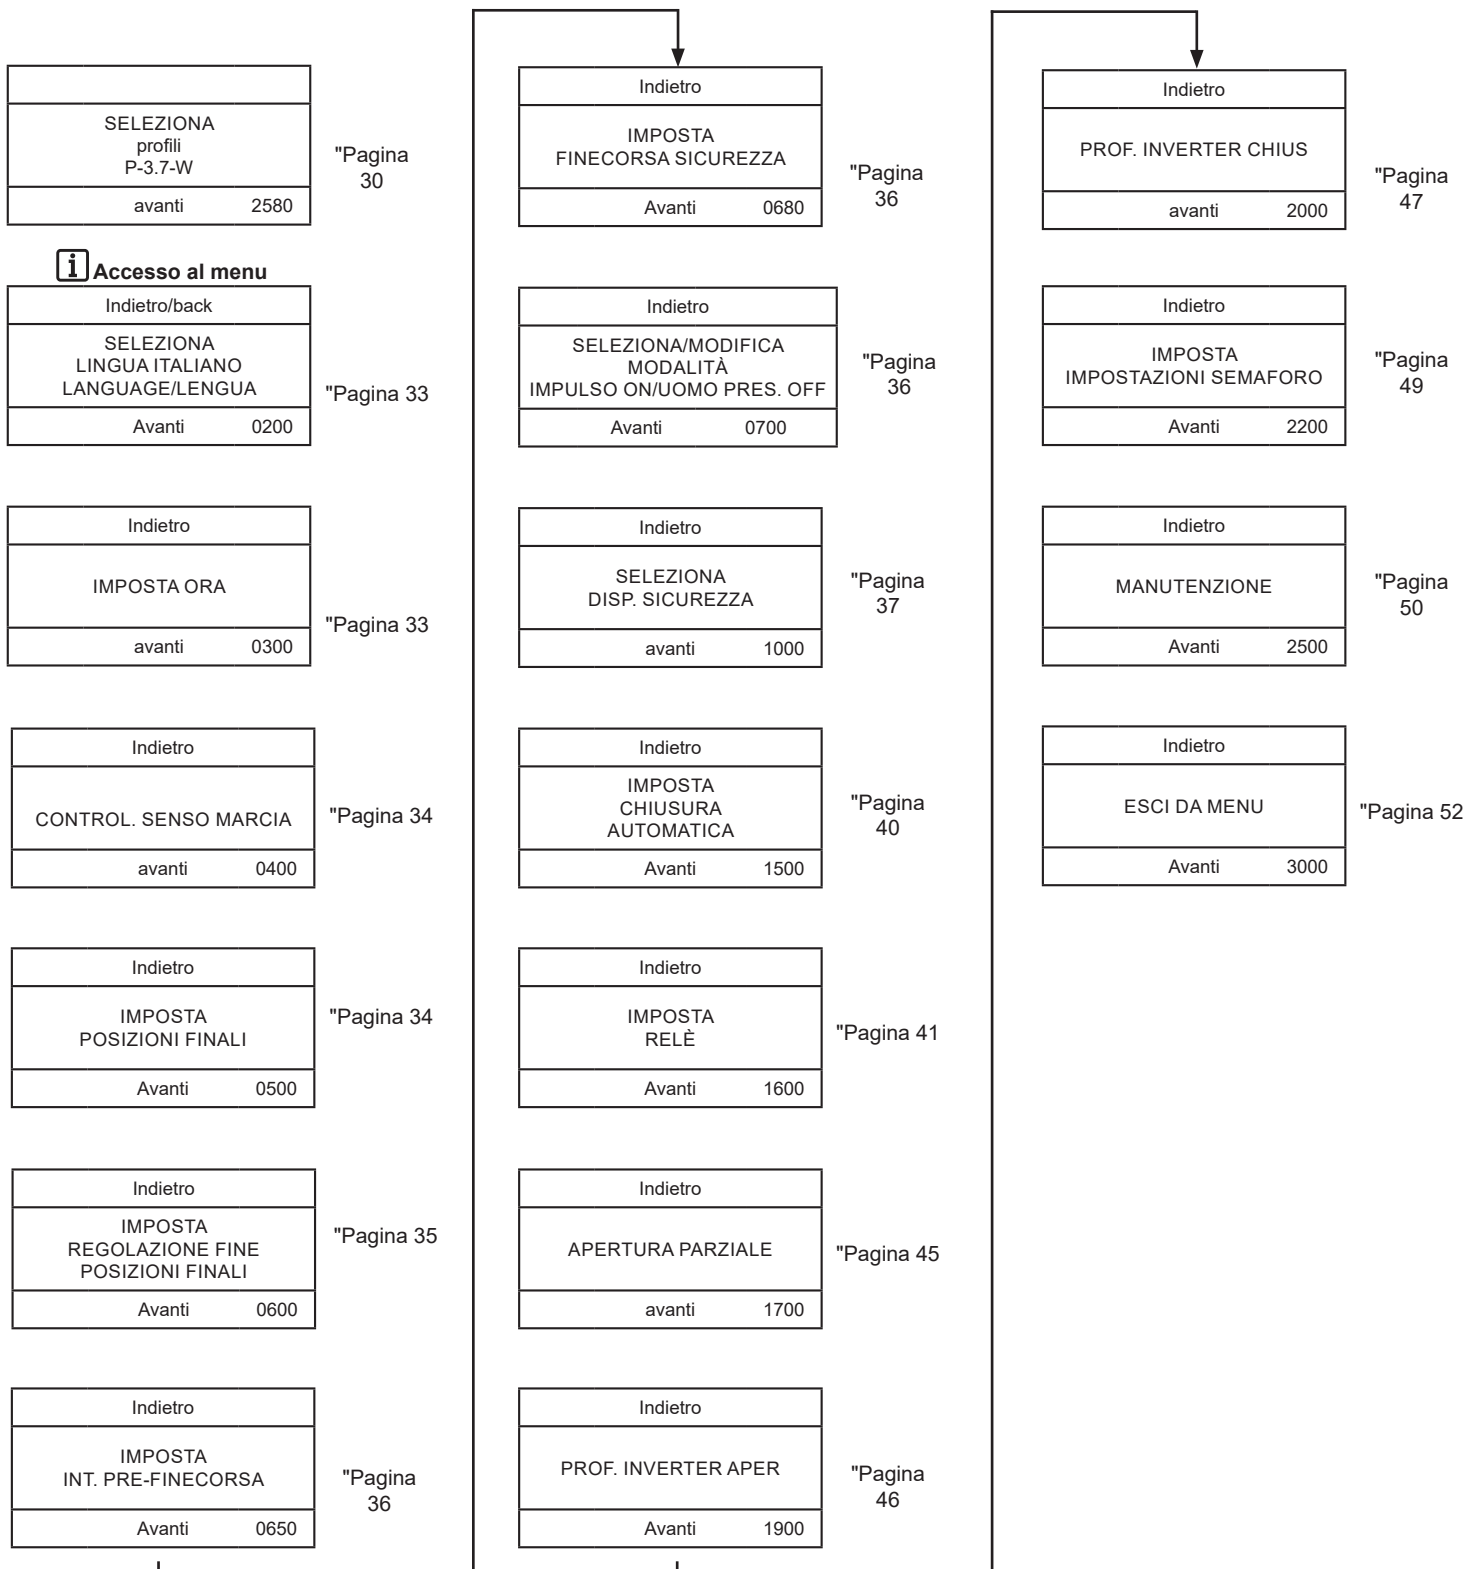 SELEZIONA
profili
P-3.7-W
avanti 2580
"Pagina
30
i Accesso al menu
Indietro/back
SELEZIONA
LINGUA ITALIANO
LANGUAGE/LENGUA
Avanti 0200
"Pagina 33
Indietro
IMPOSTA ORA
avanti 0300
"Pagina 33
Indietro
CONTROL. SENSO MARCIA
avanti 0400
"Pagina 34
Indietro
IMPOSTA
POSIZIONI FINALI
Avanti 0500
"Pagina 34
Indietro
IMPOSTA
REGOLAZIONE FINE
POSIZIONI FINALI
Avanti 0600
"Pagina 35
Indietro
IMPOSTA
INT. PRE-FINECORSA
Avanti 0650
"Pagina
36
Indietro
IMPOSTA
FINECORSA SICUREZZA
Avanti 0680
"Pagina
36
Indietro
SELEZIONA/MODIFICA
MODALITÀ
IMPULSO ON/UOMO PRES. OFF
Avanti 0700
"Pagina
36
Indietro
SELEZIONA
DISP. SICUREZZA
avanti 1000
"Pagina
37
Indietro
IMPOSTA
CHIUSURA
AUTOMATICA
Avanti 1500
"Pagina
40
Indietro
IMPOSTA
RELÈ
Avanti 1600
"Pagina 41
Indietro
APERTURA PARZIALE
avanti 1700
"Pagina 45
Indietro
PROF. INVERTER APER
Avanti 1900
"Pagina
46
Indietro
PROF. INVERTER CHIUS
avanti 2000
"Pagina
47
Indietro
IMPOSTA
IMPOSTAZIONI SEMAFORO
Avanti 2200
"Pagina
49
Indietro
MANUTENZIONE
Avanti 2500
"Pagina
50
Indietro
ESCI DA MENU
Avanti 3000
"Pagina 52